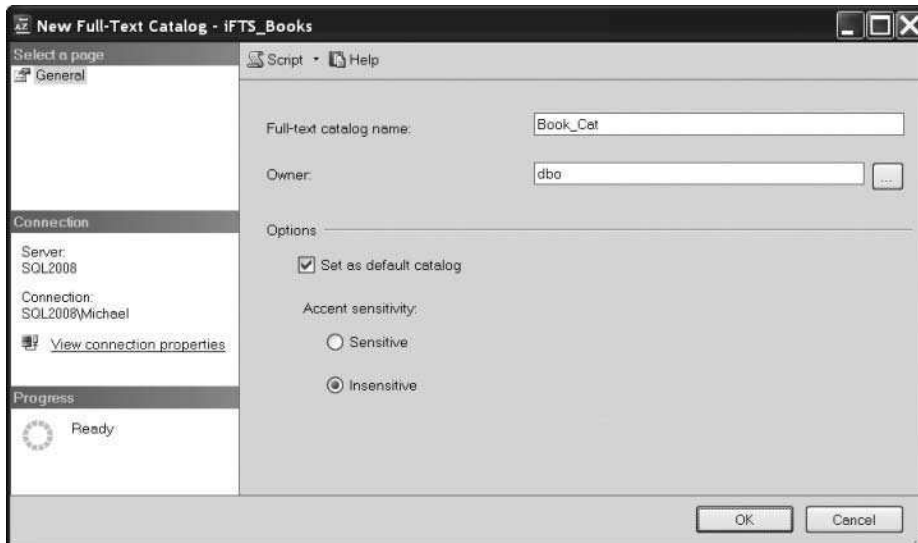 New Full-Text Catalog - iFTS_Books
Select a page
General
Script
Help
Full-text catalog name:
Book_Cat
Owner:
dbo
...
Options
Set as default catalog
Accent sensitivity:
Sensitive
Insensitive
Connection
Server:
SQL2008
Connection:
SQL2008\Michael
View connection properties
Progress
Ready
OK
Cancel